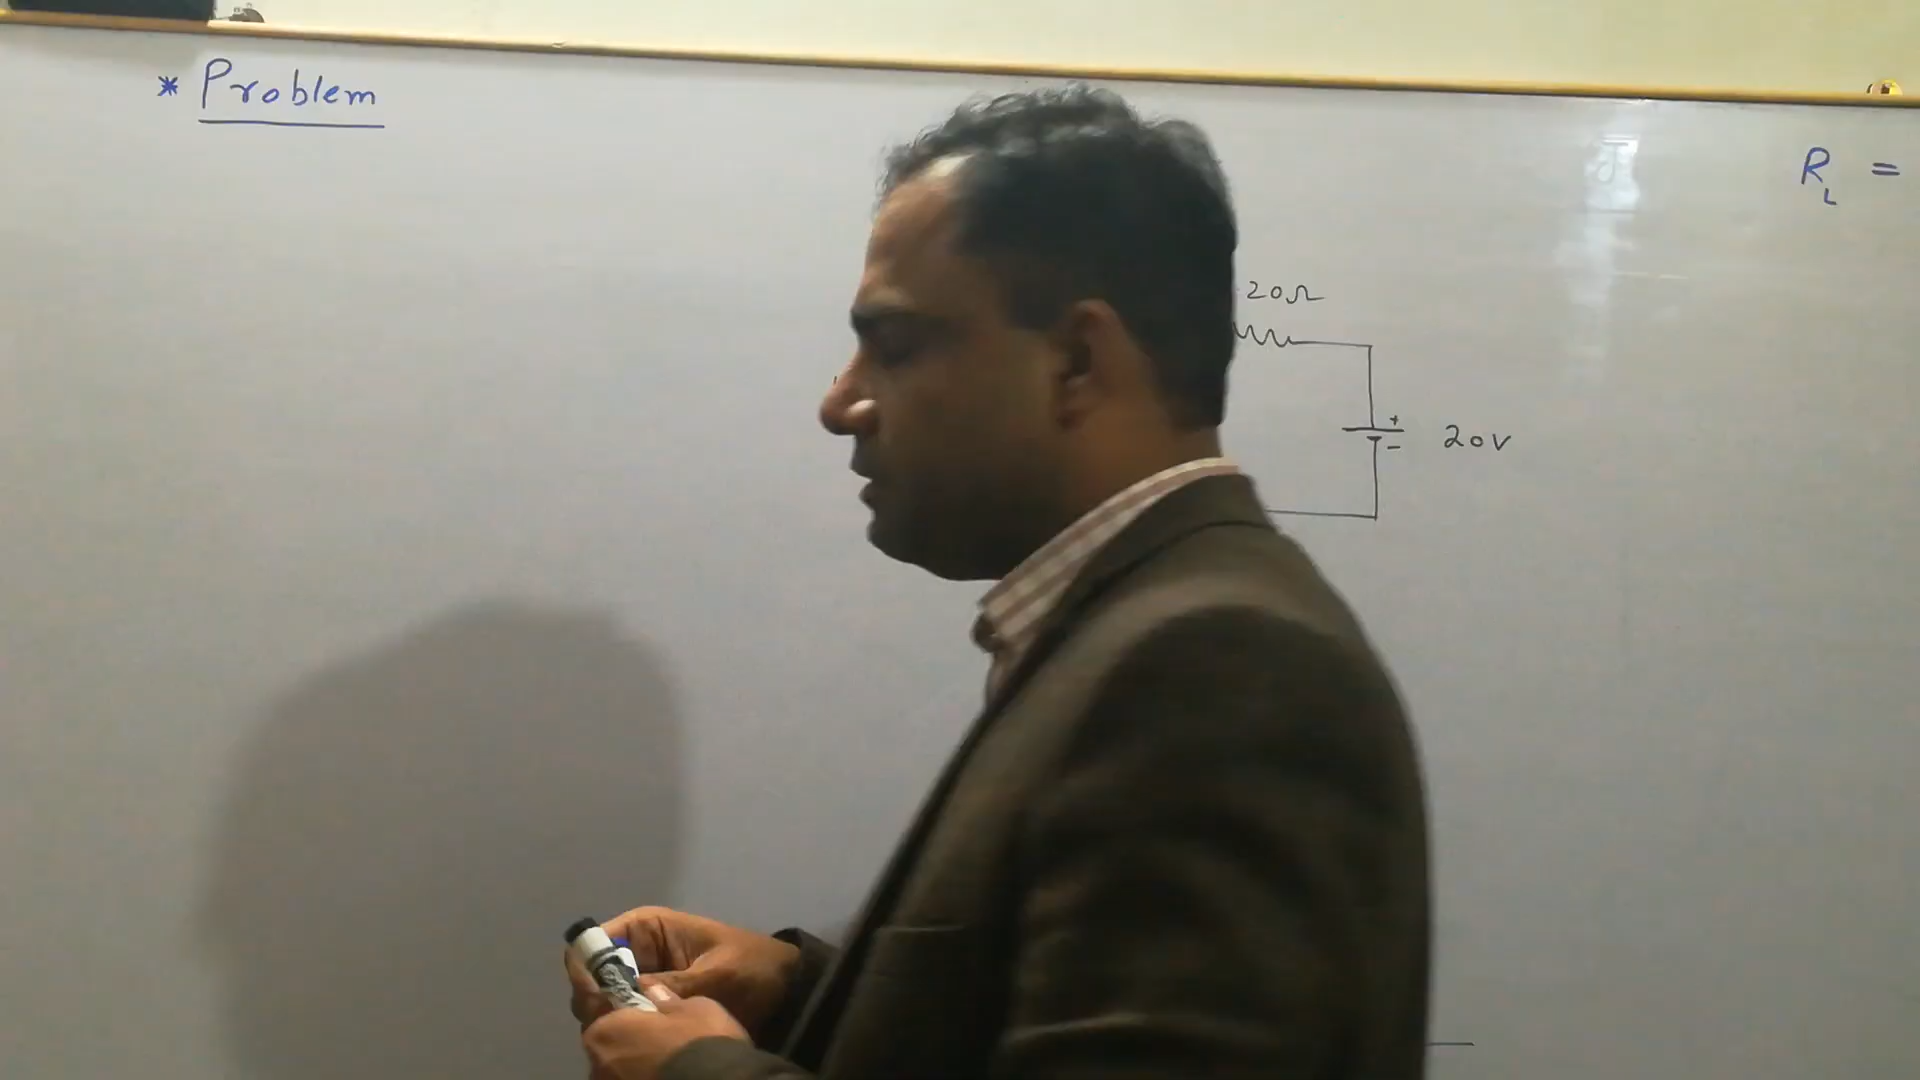 * Problem
R_L =
20Ω
+
20V
-